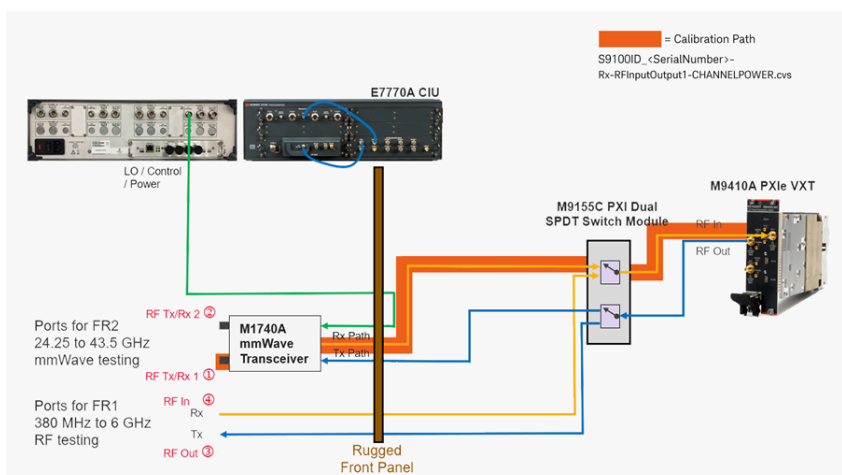 = Calibration Path
S9100ID_<SerialNumber>-
Rx-RFInputOutput1-CHANNELPOWER.cvs
E7770A CIU
LO / Control
/ Power
M9410A PXIe VXT
M9155C PXI Dual
SPDT Switch Module
RF In
RF Out
RF Tx/Rx 2 ②
Ports for FR2
24.25 to 43.5 GHz
mmWave testing
M1740A
mmWave
Transceiver
Rx Path
Tx Path
RF Tx/Rx 1 ①
Ports for FR1
380 MHz to 6 GHz
RF testing
RF In ④
Rx
Tx
RF Out ③
Rugged
Front Panel